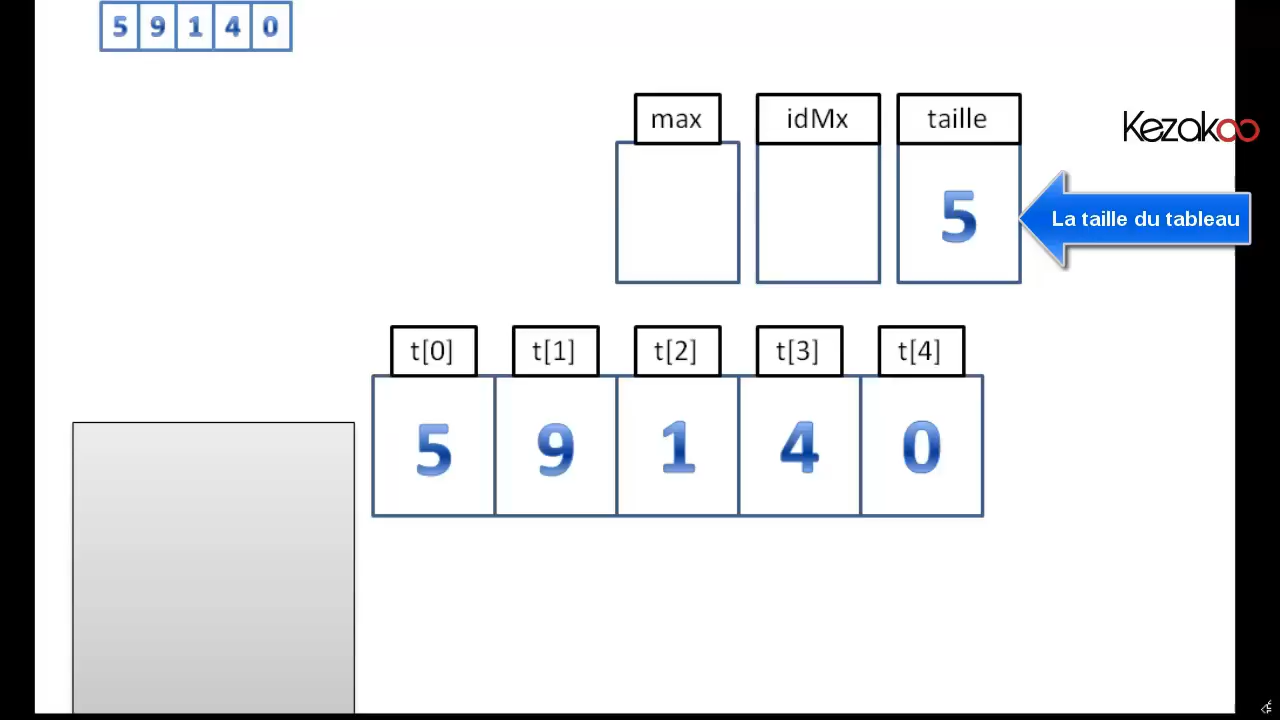 5 9 1 4 0
max idMx taille
Kezakoo
5
La taille du tableau
t[0] t[1] t[2] t[3] t[4]
5 9 1 4 0